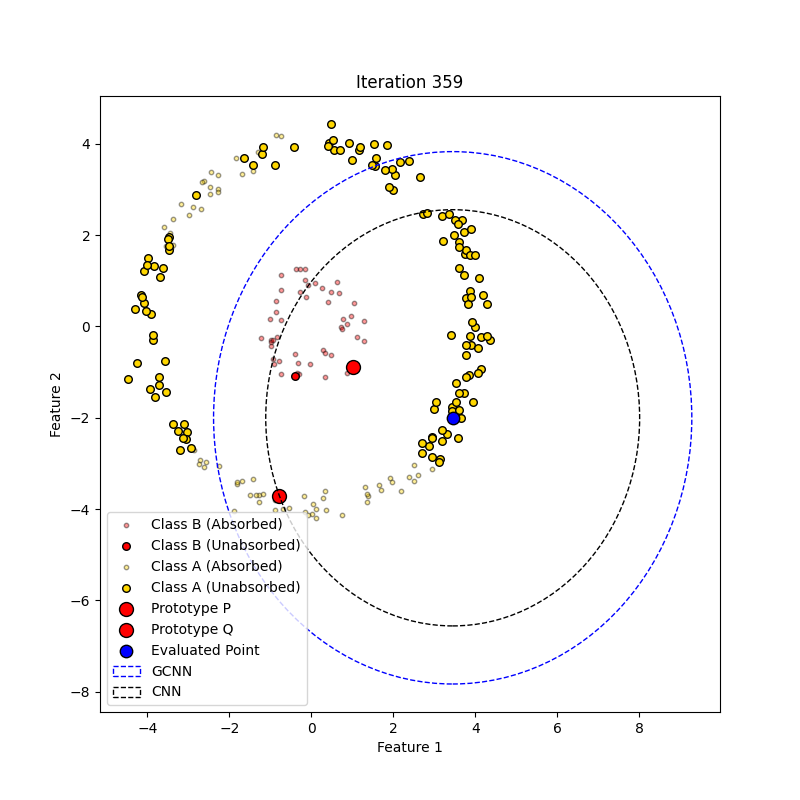 Iteration 359
4
2
0
−2
−4
−6
−8
Feature 2
Class B (Absorbed)
Class B (Unabsorbed)
Class A (Absorbed)
Class A (Unabsorbed)
Prototype P
Prototype Q
Evaluated Point
GCNN
CNN
−4
−2
0
2
4
6
8
Feature 1